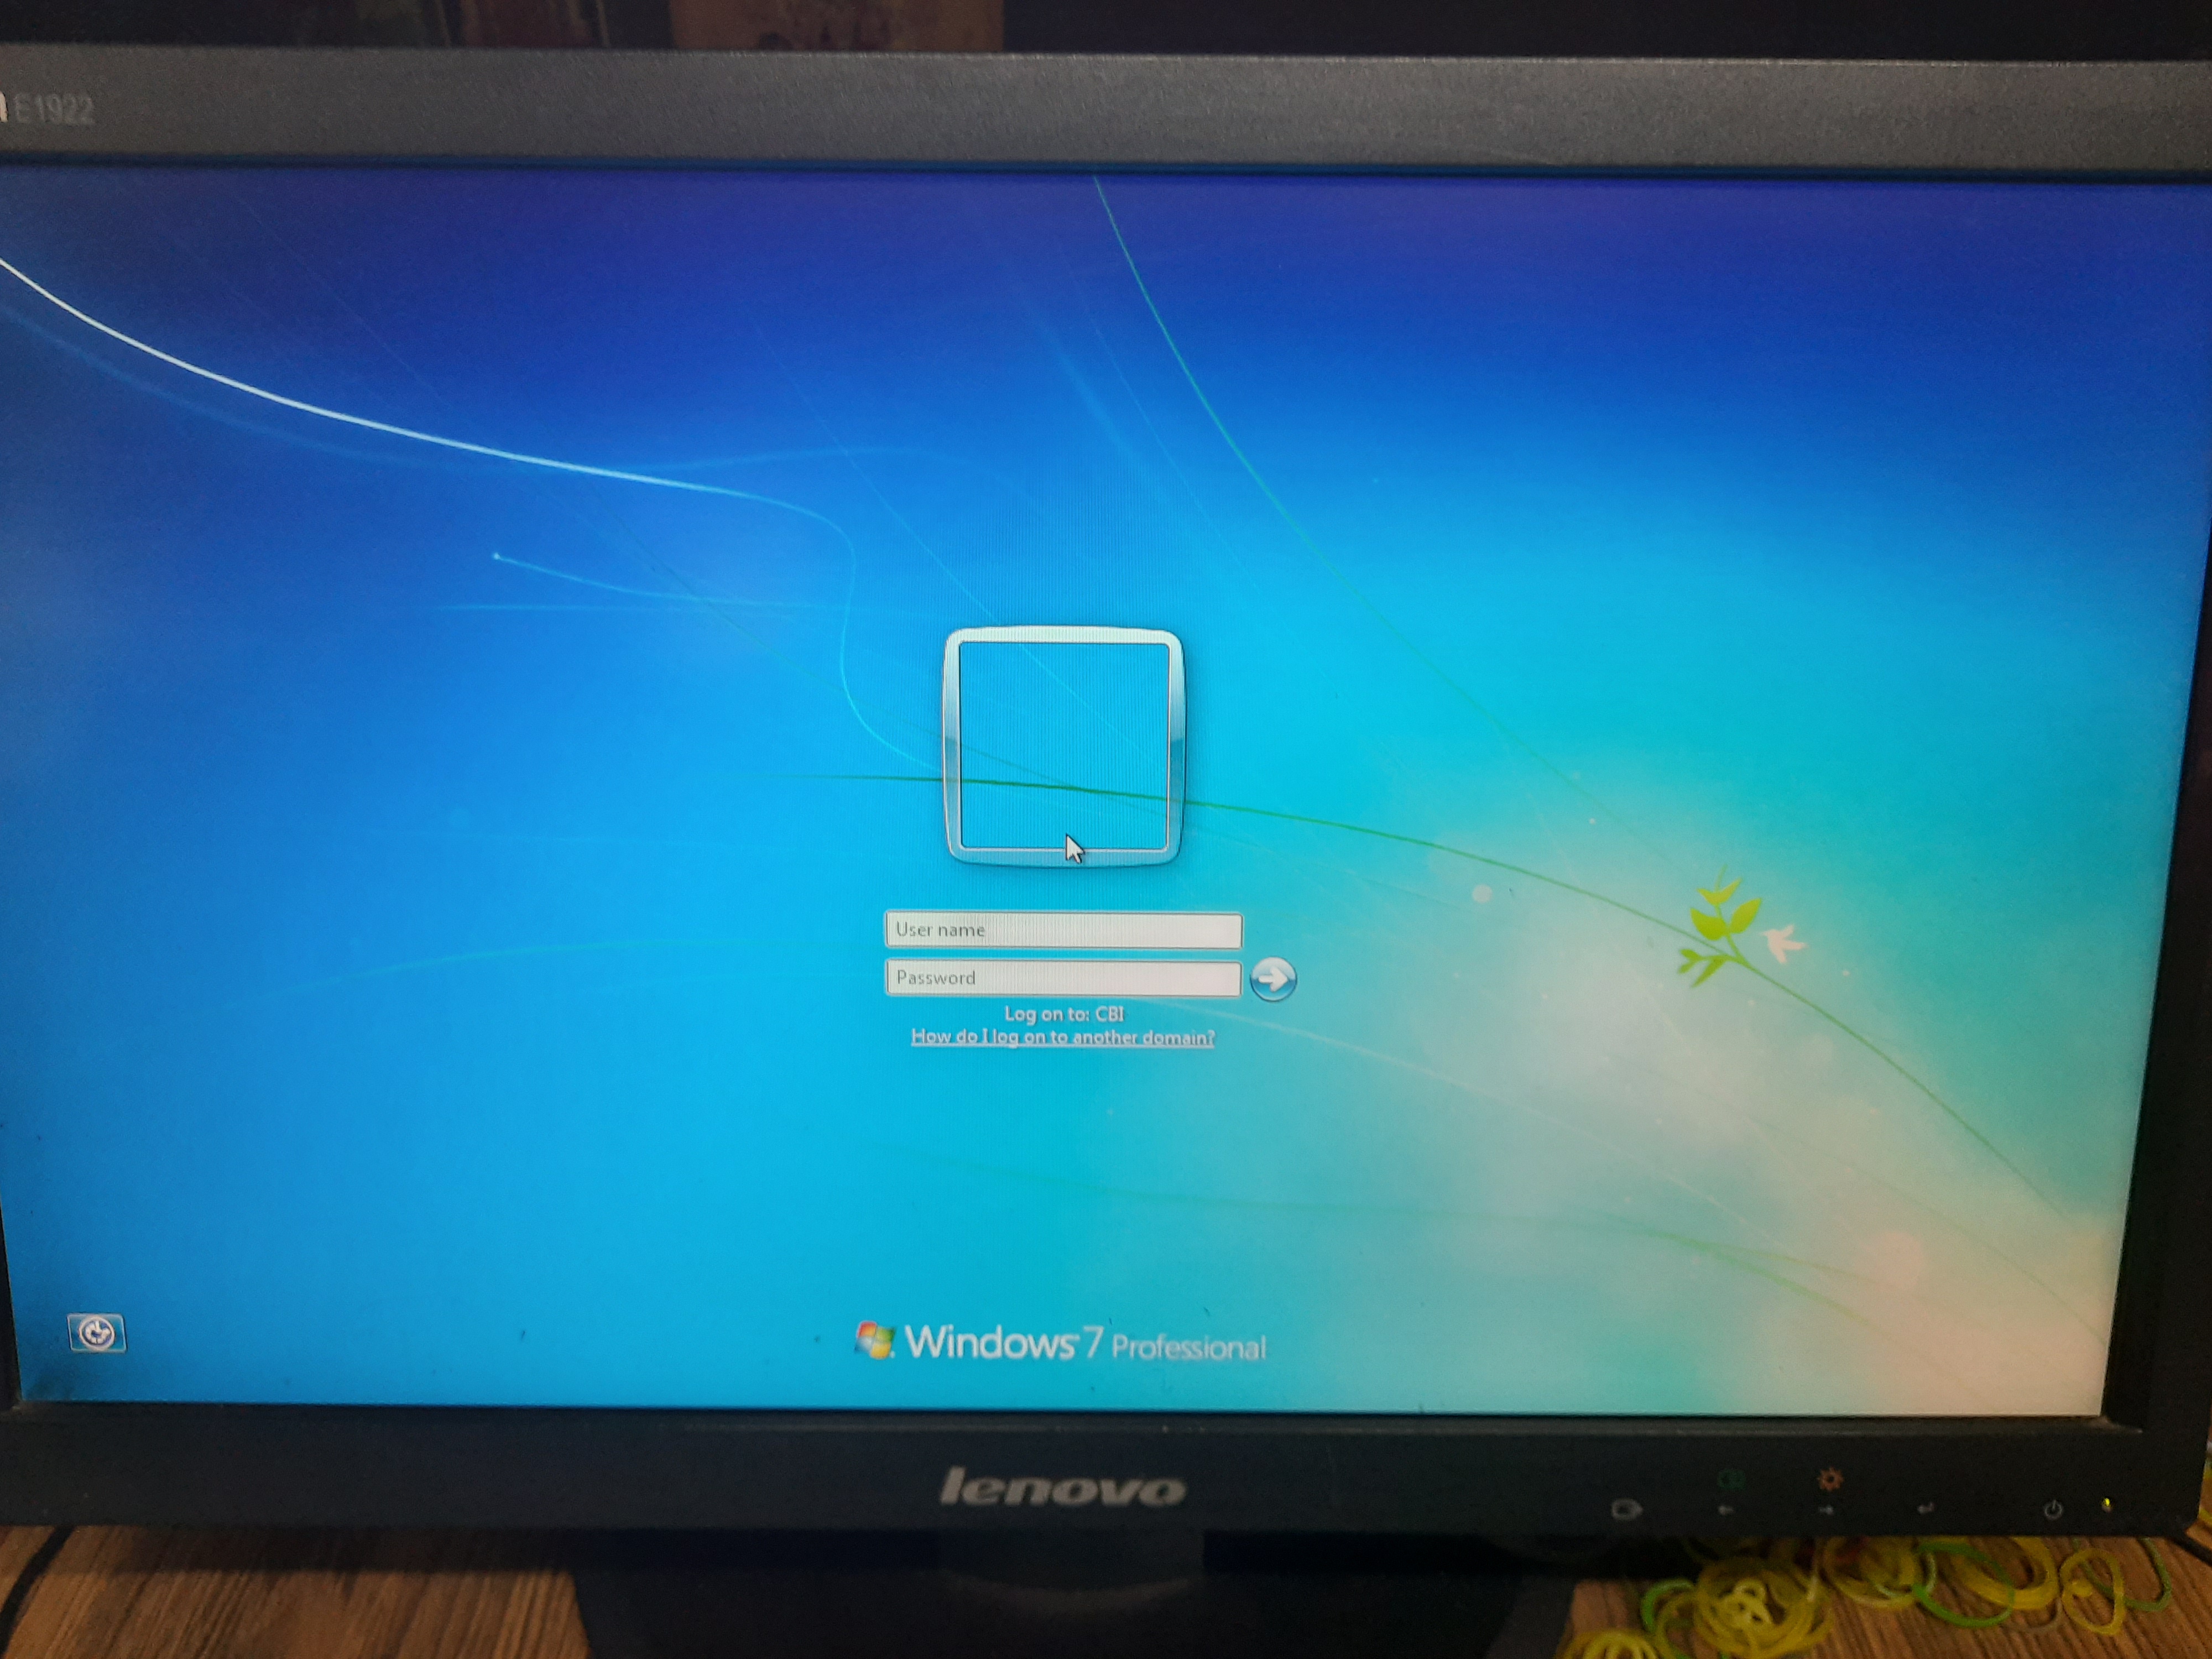 E1922
User name
Password
Log on to: CBI
How do I log on to another domain?
Windows 7 Professional
lenovo